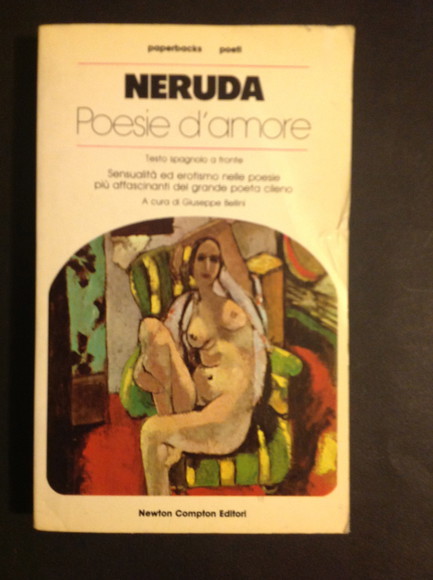 paperbacks poeti
NERUDA
Poesie d'amore
Testo spagnolo a fronte
Sensualità ed erotismo nelle poesie
più affascinanti del grande poeta cileno
A cura di Giuseppe Bellini
Newton Compton Editori